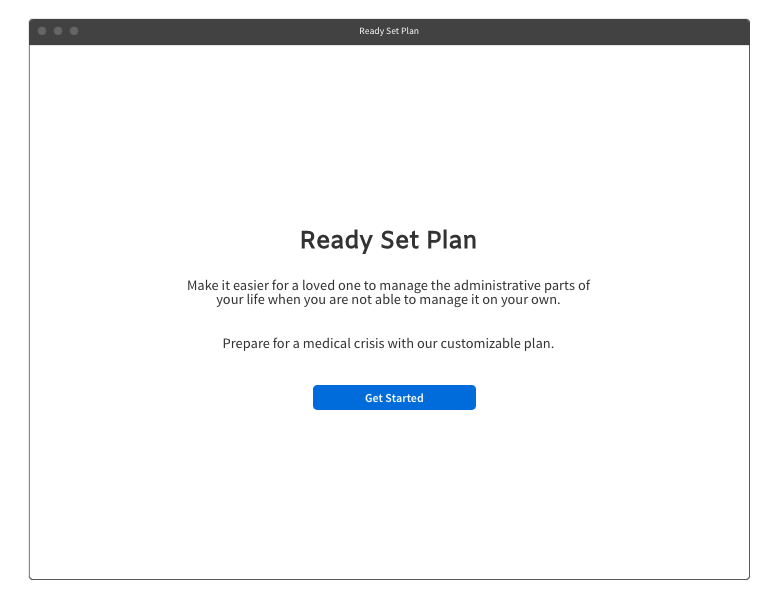 Ready Set Plan
Ready Set Plan
Make it easier for a loved one to manage the administrative parts of
your life when you are not able to manage it on your own.
Prepare for a medical crisis with our customizable plan.
Get Started